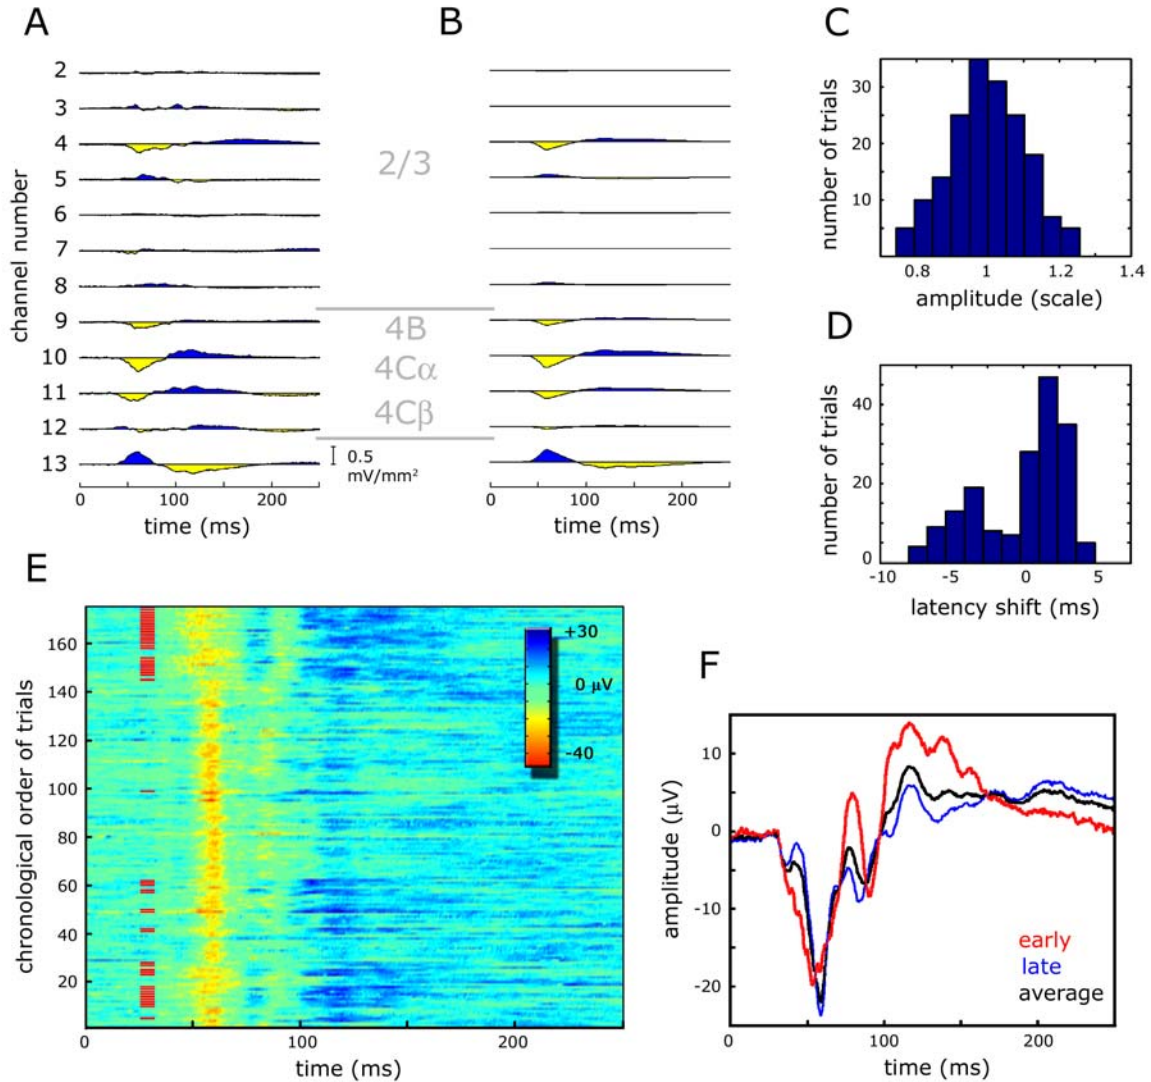 A
B
C
2
3
4
5
6
7
8
9
10
11
12
13
channel number
2/3
4B
4Cα
4Cβ
0.5
mV/mm²
0 100 200
time (ms)
0 100 200
time (ms)
30
20
10
number of trials
0.8 1 1.2 1.4
amplitude (scale)
D
40
20
0
number of trials
-10 -5 0 5
latency shift (ms)
E
160
140
120
100
80
60
40
20
chronological order of trials
+30
0 μV
-40
0 100 200
time (ms)
F
10
0
-10
-20
amplitude (μV)
early
late
average
0 100 200
time (ms)